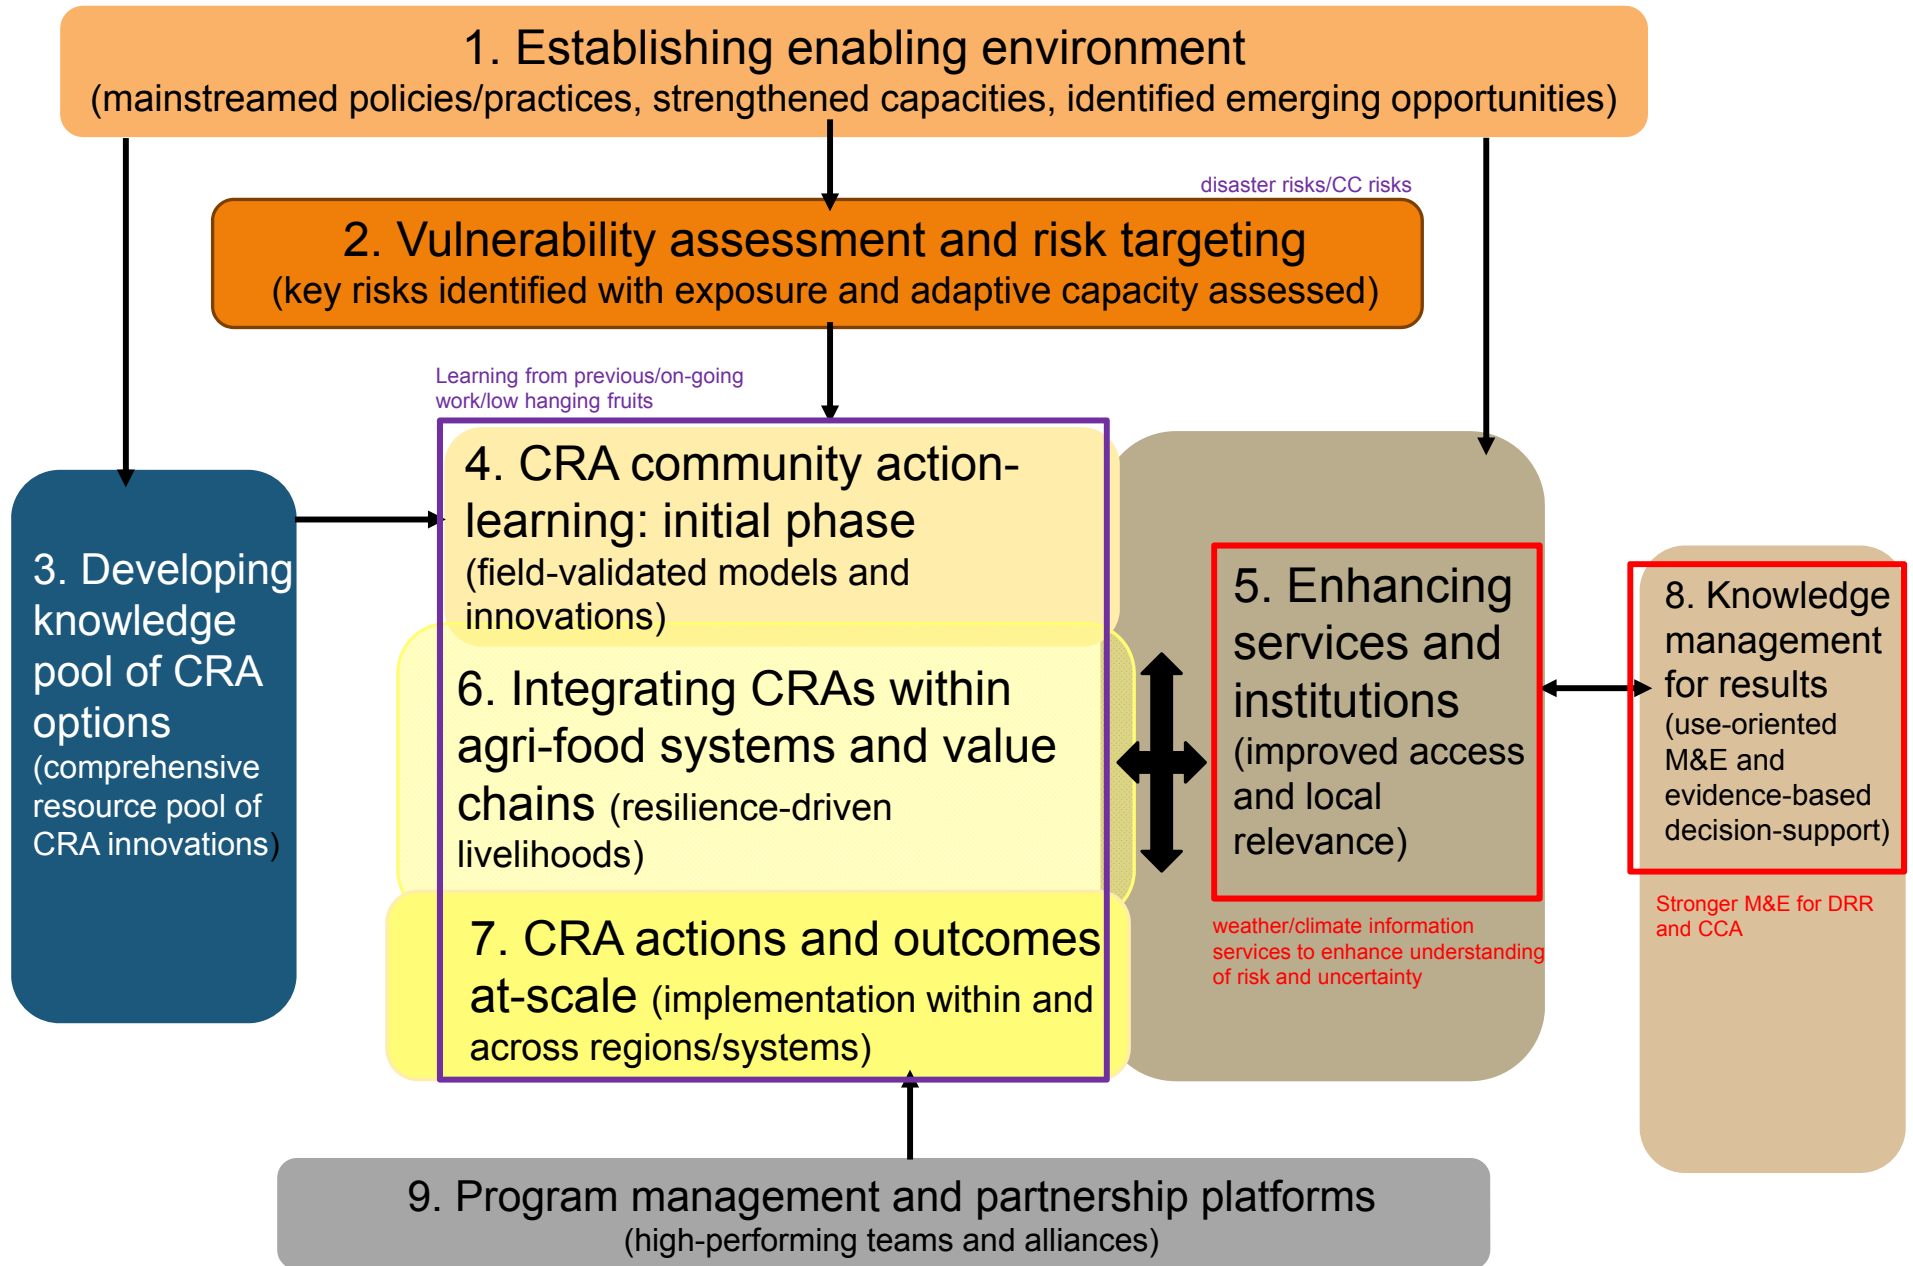 1. Establishing enabling environment
(mainstreamed policies/practices, strengthened capacities, identified emerging opportunities)
disaster risks/CC risks
2. Vulnerability assessment and risk targeting
(key risks identified with exposure and adaptive capacity assessed)
Learning from previous/on-going
work/low hanging fruits
3. Developing
knowledge
pool of CRA
options
(comprehensive
resource pool of
CRA innovations)
4. CRA community action-
learning: initial phase
(field-validated models and
innovations)
6. Integrating CRAs within
agri-food systems and value
chains (resilience-driven
livelihoods)
7. CRA actions and outcomes
at-scale (implementation within and
across regions/systems)
5. Enhancing
services and
institutions
(improved access
and local
relevance)
weather/climate information
services to enhance understanding
of risk and uncertainty
8. Knowledge
management
for results
(use-oriented
M&E and
evidence-based
decision-support)
Stronger M&E for DRR
and CCA
9. Program management and partnership platforms
(high-performing teams and alliances)